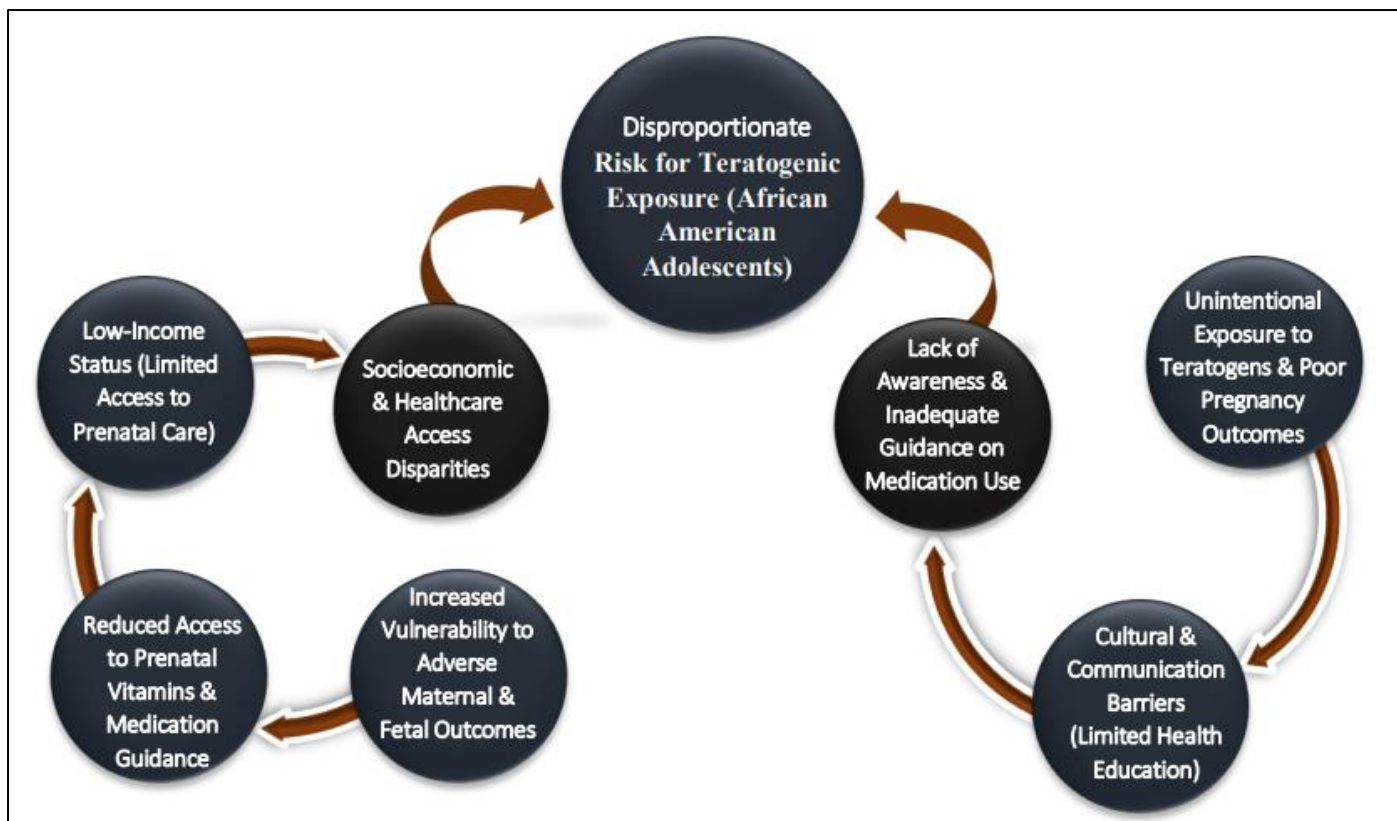 Disproportionate
Risk for Teratogenic
Exposure (African
American
Adolescents)
Low-Income
Status (Limited
Access to
Prenatal Care)
Socioeconomic
& Healthcare
Access
Disparities
Lack of
Awareness &
Inadequate
Guidance on
Medication Use
Unintentional
Exposure to
Teratogens & Poor
Pregnancy
Outcomes
Reduced Access
to Prenatal
Vitamins &
Medication
Guidance
Increased
Vulnerability to
Adverse
Maternal &
Fetal Outcomes
Cultural &
Communication
Barriers
(Limited Health
Education)